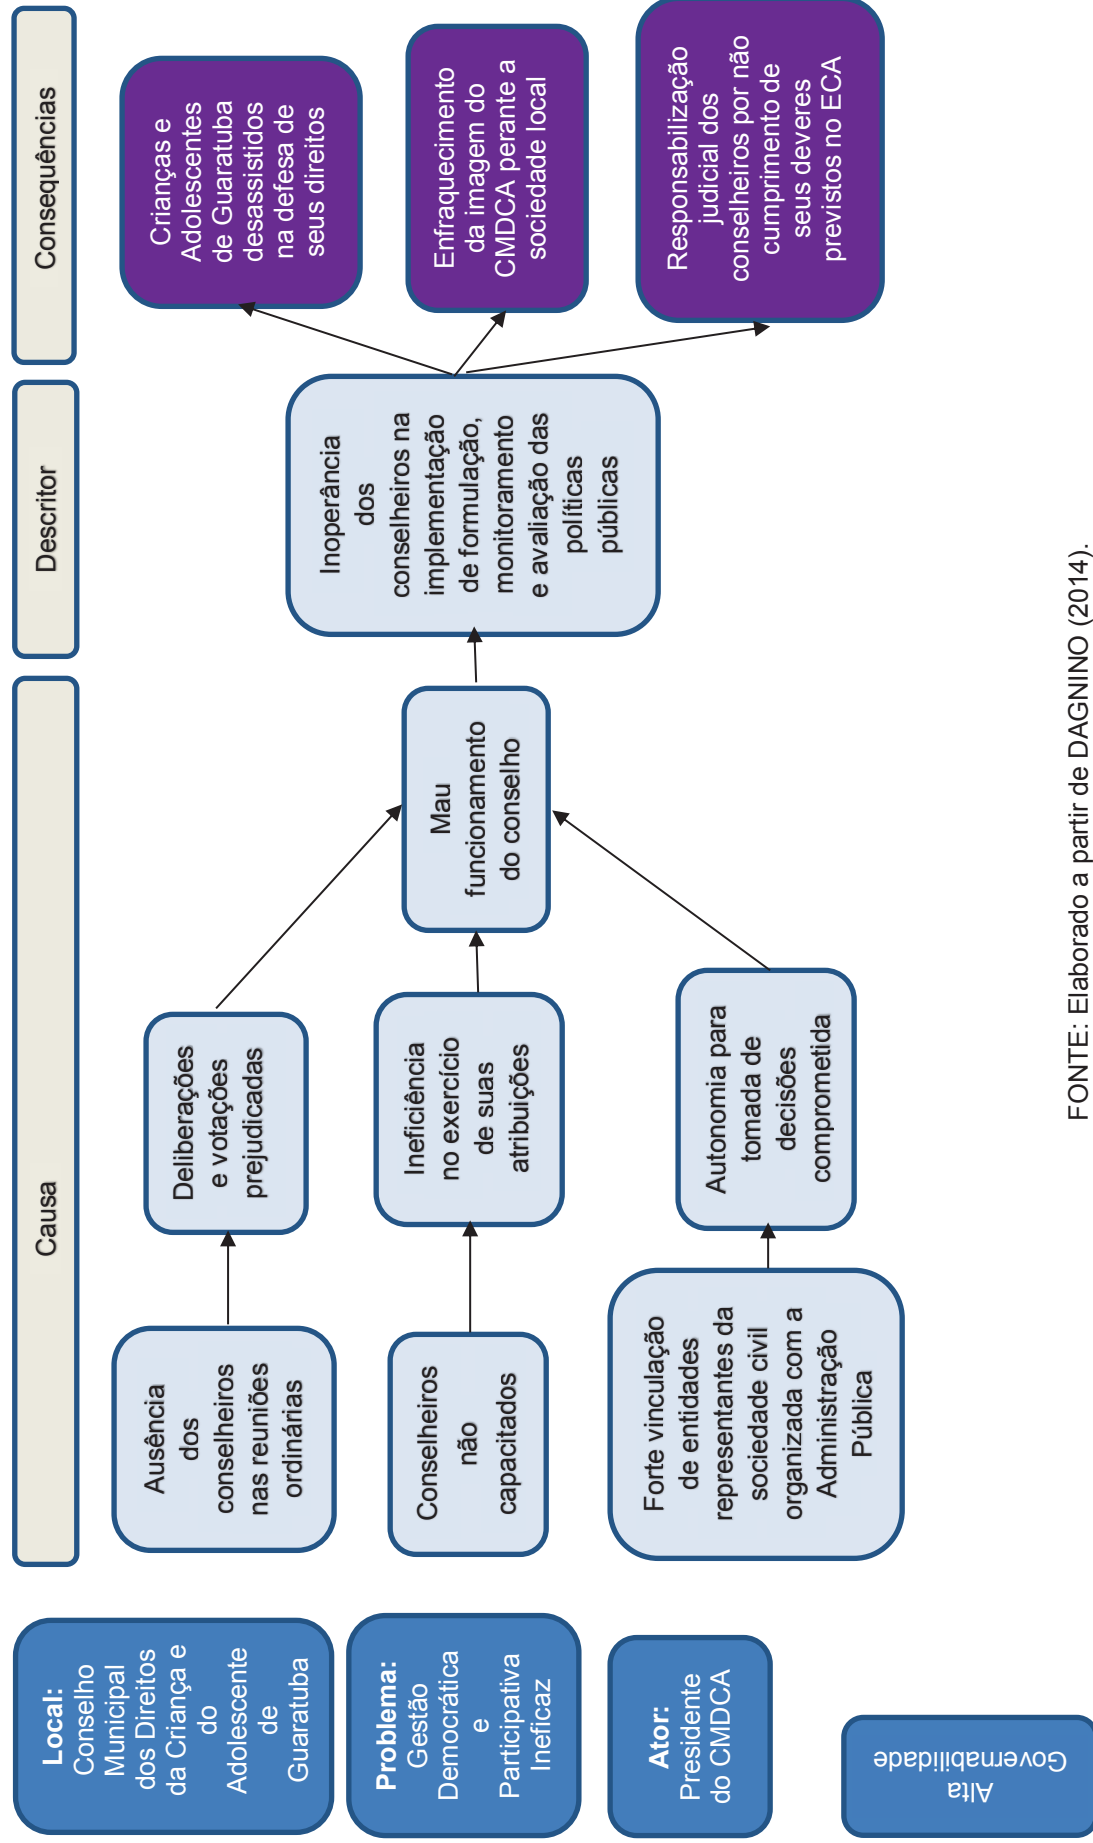 Causa
Descritor
Consequências
Local:
Conselho
Municipal
dos Direitos
da Criança e
do
Adolescente
de
Guaratuba
Problema:
Gestão
Democrática
e
Participativa
Ineficaz
Ator:
Presidente
do CMDCA
Alta
Governabilidade
Ausência
dos
conselheiros
nas reuniões
ordinárias
Deliberações
e votações
prejudicadas
Conselheiros
não
capacitados
Ineficiência
no exercício
de suas
atribuições
Forte vinculação
de entidades
representantes da
sociedade civil
organizada com a
Administração
Pública
Autonomia para
tomada de
decisões
comprometida
Mau
funcionamento
do conselho
Inoperância
dos
conselheiros na
implementação
de formulação,
monitoramento
e avaliação das
políticas
públicas
Crianças e
Adolescentes
de Guaratuba
desassistidos
na defesa de
seus direitos
Enfraquecimento
da imagem do
CMDCA perante a
sociedade local
Responsabilização
judicial dos
conselheiros por não
cumprimento de
seus deveres
previstos no ECA
FONTE: Elaborado a partir de DAGNINO (2014).